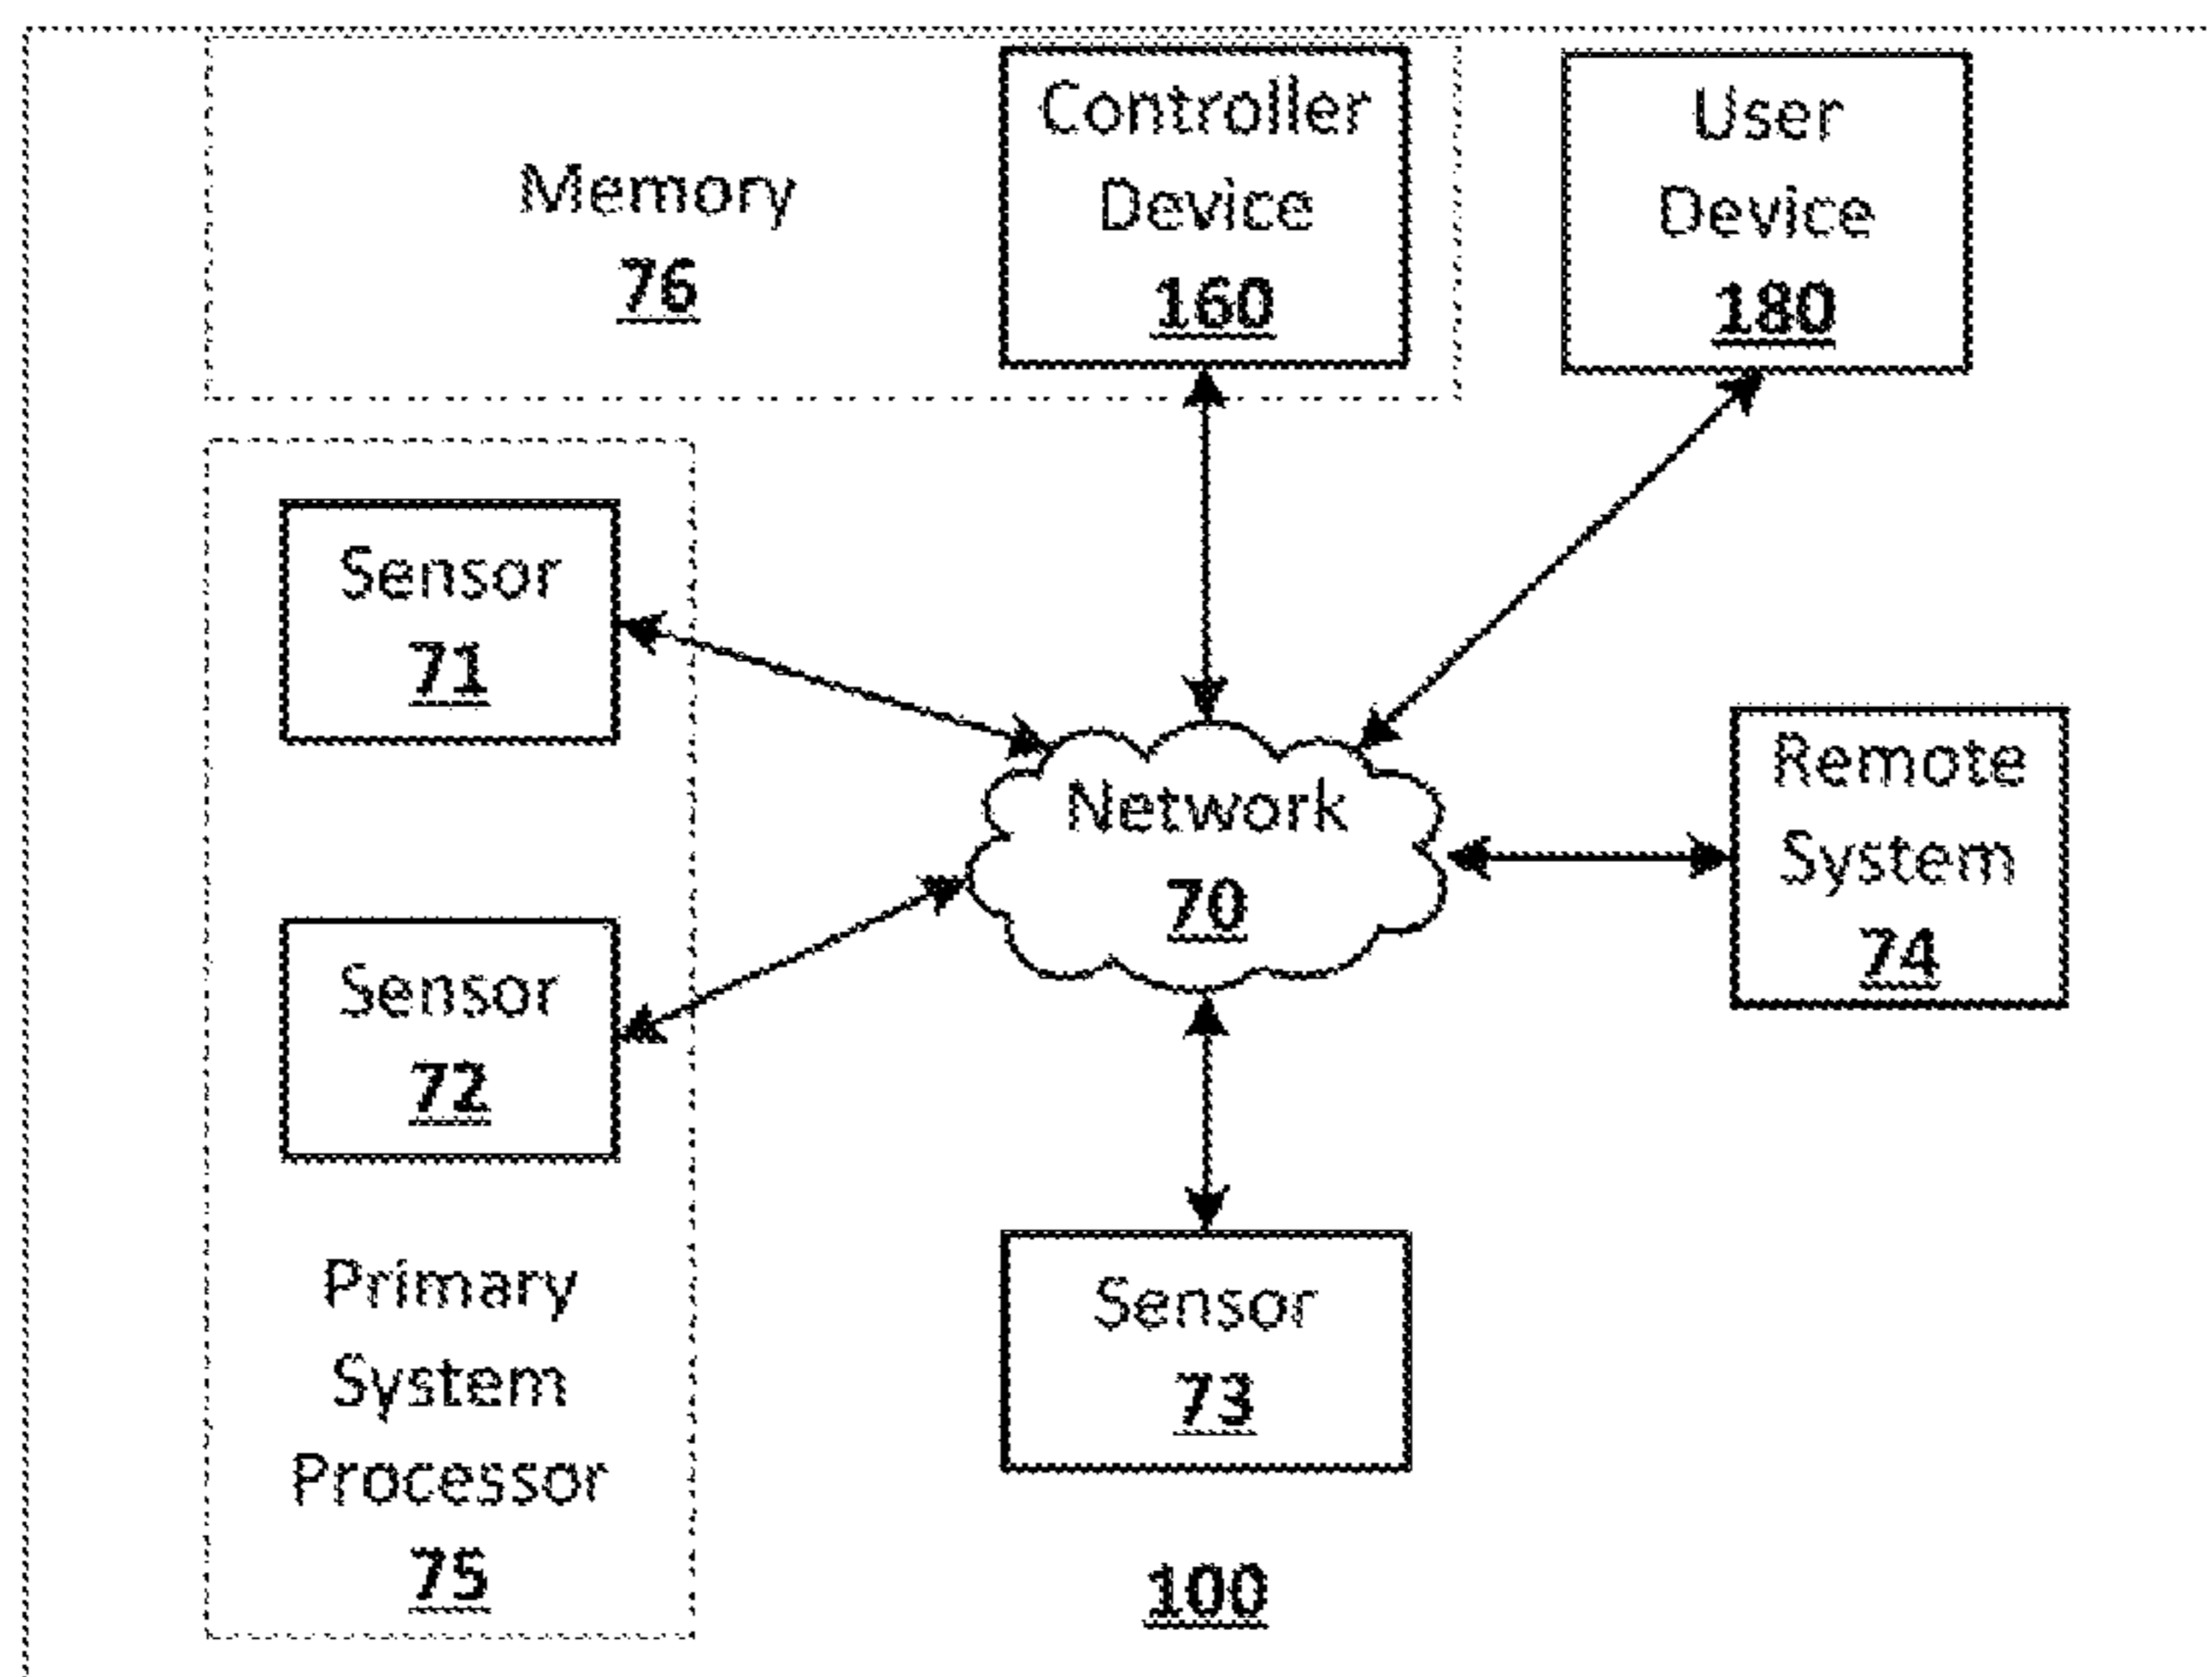 Memory
76
Controller
Device
160
User
Device
180
Sensor
71
Network
70
Remote
System
74
Sensor
72
Sensor
73
Primary
System
Processor
75
100